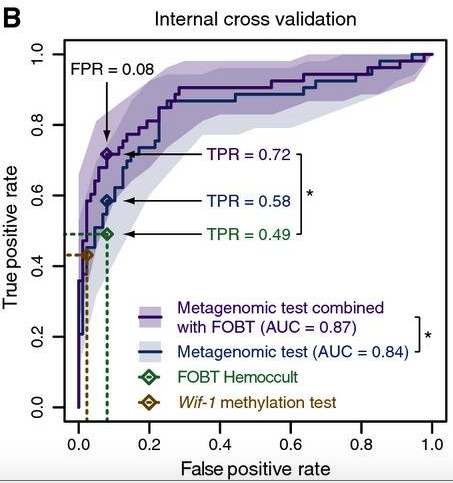 B
Internal cross validation
FPR = 0.08
TPR = 0.72
TPR = 0.58
*
TPR = 0.49
Metagenomic test combined
with FOBT (AUC = 0.87)
Metagenomic test (AUC = 0.84)
*
FOBT Hemoccult
Wif-1 methylation test
True positive rate
1.0
0.8
0.6
0.4
0.2
0.0
0.0 0.2 0.4 0.6 0.8 1.0
False positive rate